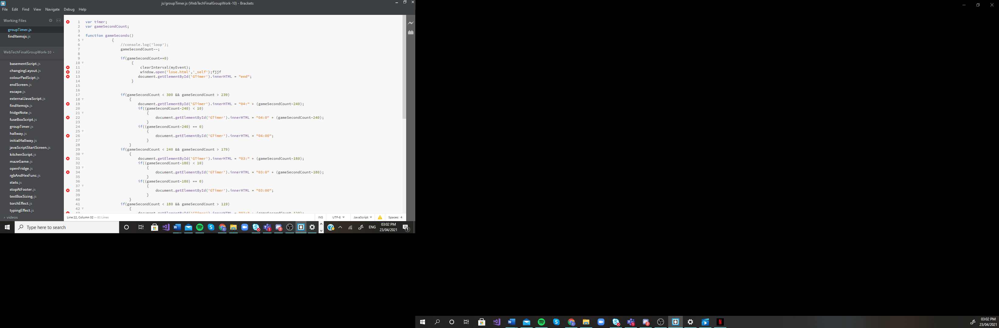 js/groupTimer.js (WebTechFinalGroupWork-10) - Brackets
File Edit Find View Navigate Debug Help
Working Files
groupTimer.js
findItemsjs.js
WebTechFinalGroupWork-10
basementScript.js
changingLayout.js
colourPadScipt.js
endScreen.js
escape.js
externalJavaScript.js
findItemsjs.js
fridgeNote.js
fuseBoxScript.js
groupTimer.js
hallway.js
initialHallway.js
javaScriptStartScreen.js
kitchenScript.js
mazeGame.js
openFridge.js
rgbAndHexFunc.js
stats.js
stopAtFooter.js
textBoxSizing.js
torchEffect.js
typingEffect.js
videos
1 var timer;
2 var gameSecondCount;
3
4 function gameSeconds()
5 {
6 //console.log('loop');
7 gameSecondCount--;
8
9 if(gameSecondCount==0)
10 {
11 clearInterval(myEvent);
12 window.open('lose.html','_self');fjjf
13 document.getElementById('GTimer').innerHTML = "end";
14 }
15
16
17 if(gameSecondCount < 300 && gameSecondCount > 239)
18 {
19 document.getElementById('GTimer').innerHTML = "04:" + (gameSecondCount-240);
20 if((gameSecondCount-240) < 10)
21 {
22 document.getElementById('GTimer').innerHTML = "04:0" + (gameSecondCount-240);
23 }
24 if((gameSecondCount-240) == 0)
25 {
26 document.getElementById('GTimer').innerHTML = "04:00";
27 }
28 }
29 if(gameSecondCount < 240 && gameSecondCount > 179)
30 {
31 document.getElementById('GTimer').innerHTML = "03:" + (gameSecondCount-180);
32 if((gameSecondCount-180) < 10)
33 {
34 document.getElementById('GTimer').innerHTML = "03:0" + (gameSecondCount-180);
35 }
36 if((gameSecondCount-180) == 0)
37 {
38 document.getElementById('GTimer').innerHTML = "03:00";
39 }
40 }
41 if(gameSecondCount < 180 && gameSecondCount > 119)
42 {
43 document.getElementById('GTimer').innerHTML = "02:" + (gameSecondCount-120);
Line 22, Column 32 — 81 Lines
INS UTF-8 JavaScript Spaces: 4
Type here to search
ENG
03:02 PM
23/04/2021
03:02 PM
23/04/2021